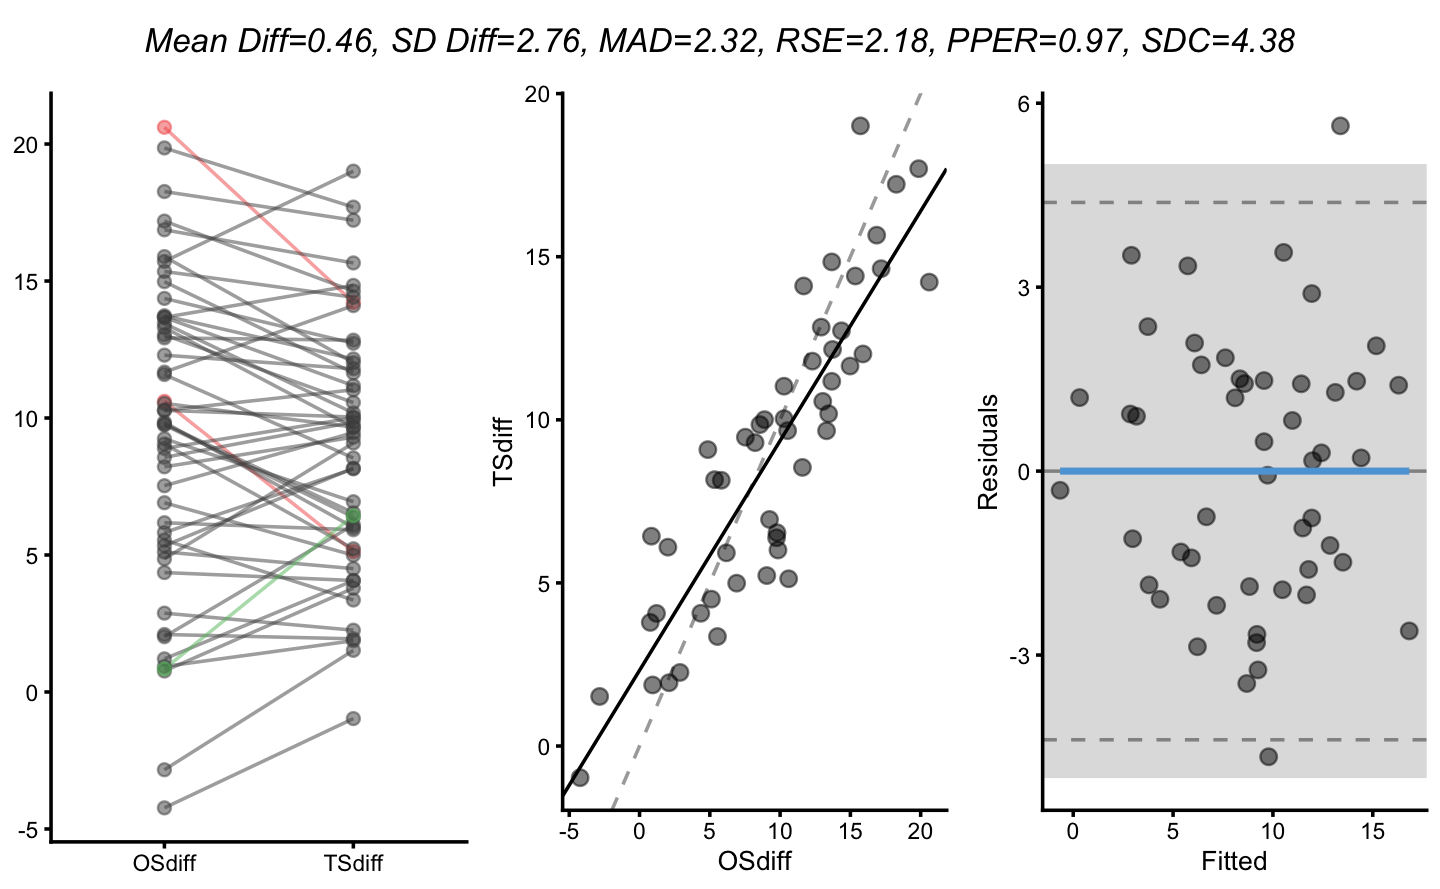 Mean Diff=0.46, SD Diff=2.76, MAD=2.32, RSE=2.18, PPER=0.97, SDC=4.38
20
15
10
5
0
-5
OSdiff TSdiff
TSdiff
20
15
10
5
0
-5 0 5 10 15 20
OSdiff
Residuals
6
3
0
-3
0 5 10 15
Fitted